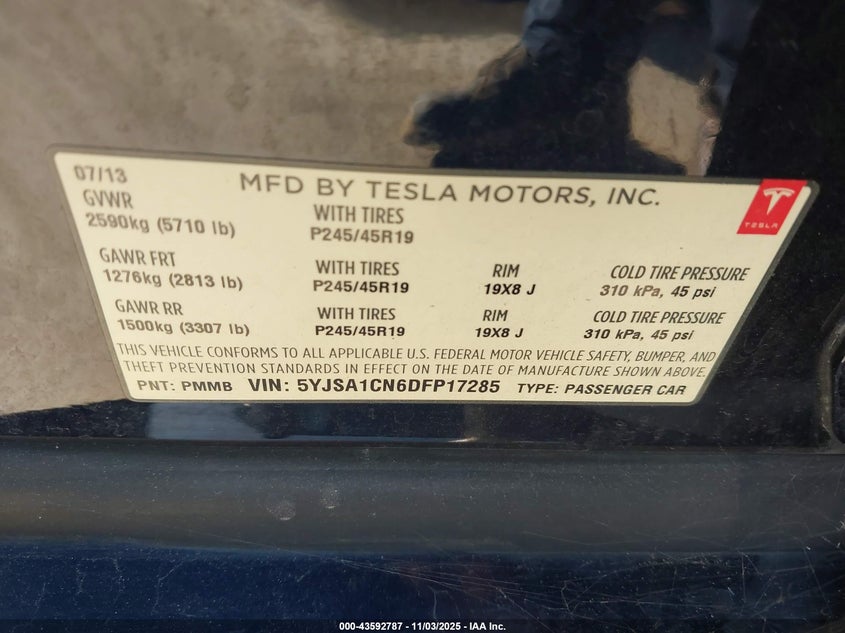 07/13
MFD BY TESLA MOTORS, INC.
GVWR
2590kg (5710 lb)
WITH TIRES
P245/45R19
TESLA
GAWR FRT
1276kg (2813 lb)
WITH TIRES
P245/45R19
RIM
19X8 J
COLD TIRE PRESSURE
310 kPa, 45 psi
GAWR RR
1500kg (3307 lb)
WITH TIRES
P245/45R19
RIM
19X8 J
COLD TIRE PRESSURE
310 kPa, 45 psi
THIS VEHICLE CONFORMS TO ALL APPLICABLE U.S. FEDERAL MOTOR VEHICLE SAFETY, BUMPER, AND
THEFT PREVENTION STANDARDS IN EFFECT ON THE DATE OF MANUFACTURE SHOWN ABOVE.
PNT: PMMB VIN: 5YJSA1CN6DFP17285 TYPE: PASSENGER CAR
000-43592787 - 11/03/2025 - IAA Inc.